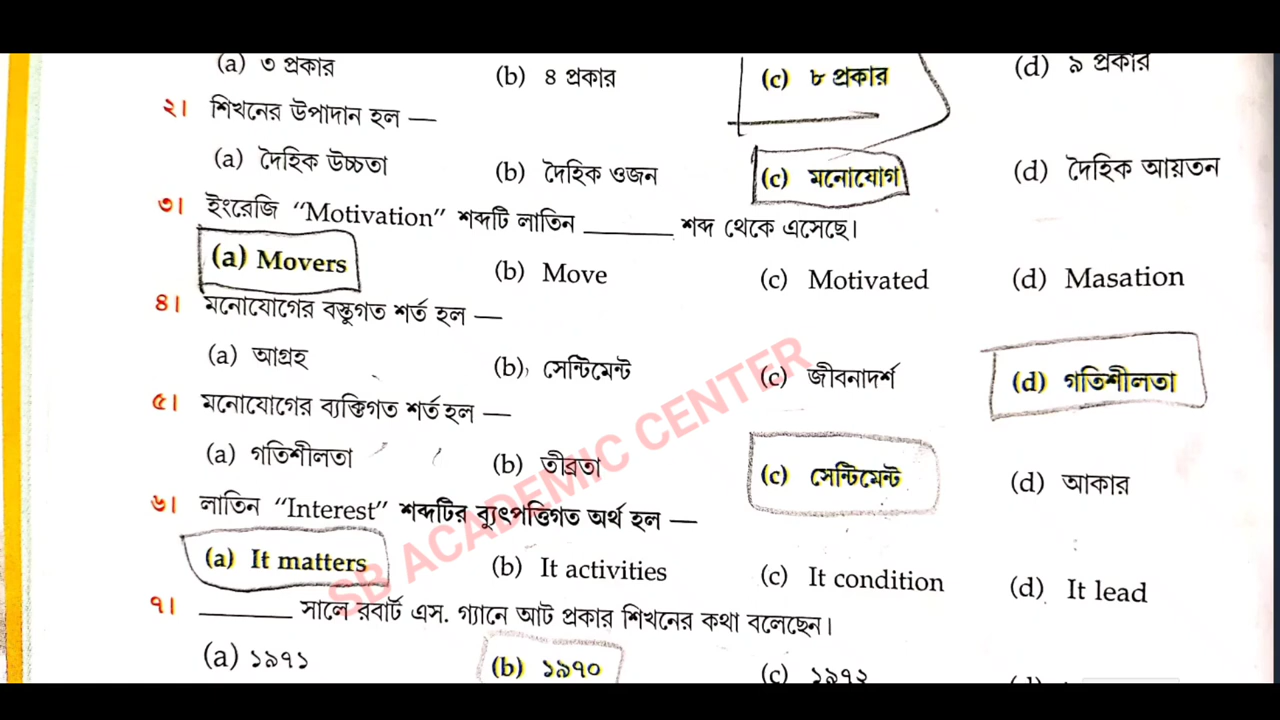 (a) ৩ প্রকার (b) ৪ প্রকার (c) ৮ প্রকার (d) ৯ প্রকার
২। শিখনের উপাদান হল —
(a) দৈহিক উচ্চতা (b) দৈহিক ওজন (c) মনোযোগ (d) দৈহিক আয়তন
৩। ইংরেজি “Motivation” শব্দটি লাতিন ________ শব্দ থেকে এসেছে।
(a) Movers (b) Move (c) Motivated (d) Masation
৪। মনোযোগের বস্তুগত শর্ত হল —
(a) আগ্রহ (b) সেন্টিমেন্ট (c) জীবনাদর্শ (d) গতিশীলতা
৫। মনোযোগের ব্যক্তিগত শর্ত হল —
(a) গতিশীলতা (b) তীব্রতা (c) সেন্টিমেন্ট (d) আকার
৬। লাতিন “Interest” শব্দটির ব্যুৎপত্তিগত অর্থ হল —
(a) It matters (b) It activities (c) It condition (d) It lead
৭। ________ সালে রবার্ট এস. গ্যানে আট প্রকার শিখনের কথা বলেছেন।
(a) ১৯৭১ (b) ১৯৭০ (c) ১৯৭২ (d)
SB ACADEMIC CENTER